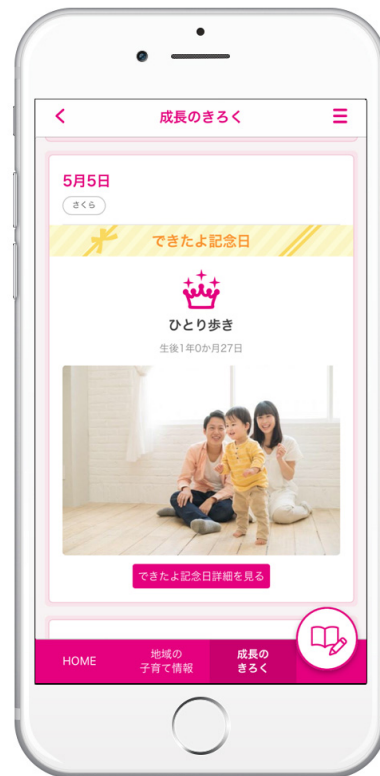 成長のきろく
5月5日
さくら
できたよ記念日
ひとり歩き
生後1年0か月27日
できたよ記念日詳細を見る
HOME
地域の
子育て情報
成長の
きろく